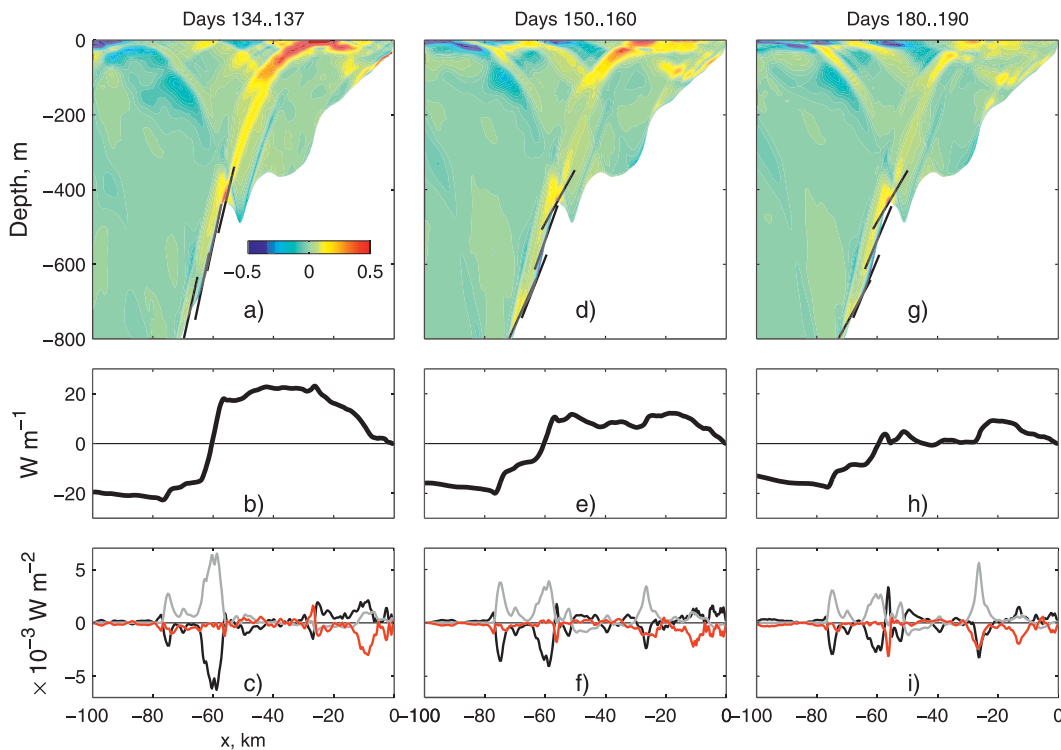 Days 134..137 Days 150..160 Days 180..190
0
−200
−400
−600
−800
Depth, m
−0.5 0 0.5
a) d) g)
20
0
−20
W m−1
b) e) h)
5
0
−5
× 10−3 W m−2
c) f) i)
−100 −80 −60 −40 −20 0 −100 −80 −60 −40 −20 0 −100 −80 −60 −40 −20 0
x, km